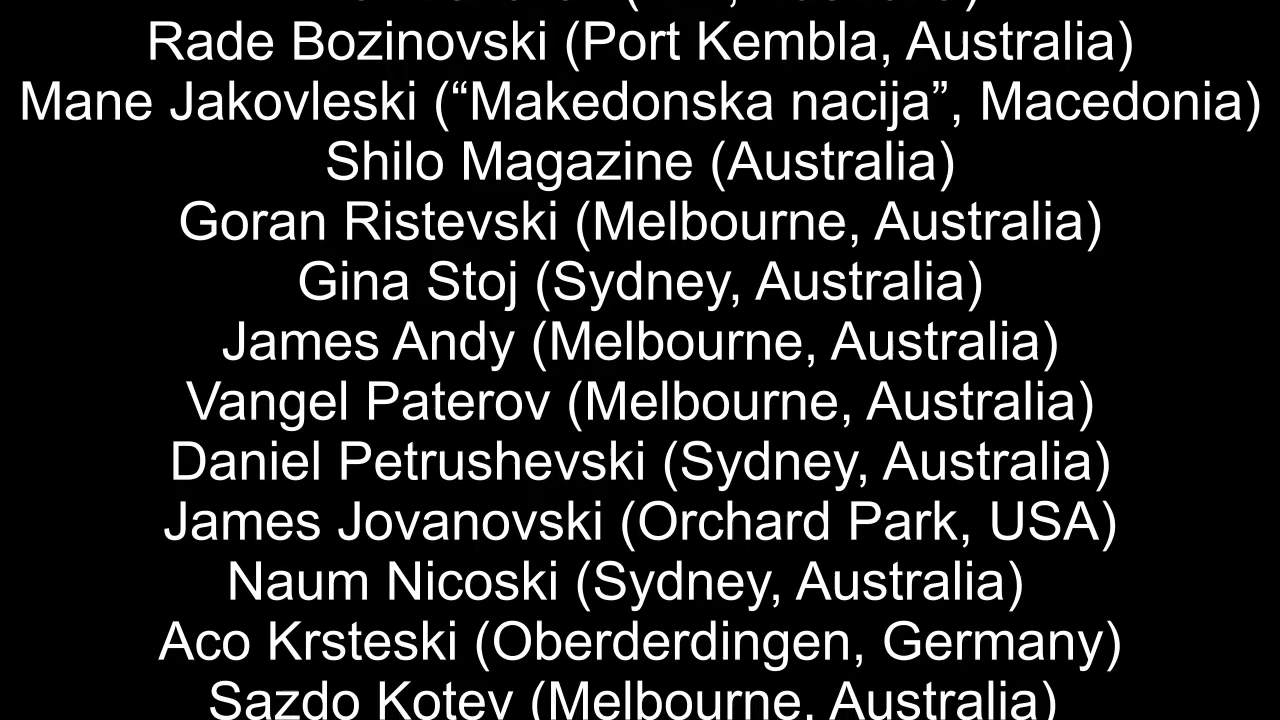 Rade Bozinovski (Port Kembla, Australia)
Mane Jakovleski (“Makedonska nacija”, Macedonia)
Shilo Magazine (Australia)
Goran Ristevski (Melbourne, Australia)
Gina Stoj (Sydney, Australia)
James Andy (Melbourne, Australia)
Vangel Paterov (Melbourne, Australia)
Daniel Petrushevski (Sydney, Australia)
James Jovanovski (Orchard Park, USA)
Naum Nicoski (Sydney, Australia)
Aco Krsteski (Oberderdingen, Germany)
Sazdo Kotev (Melbourne, Australia)